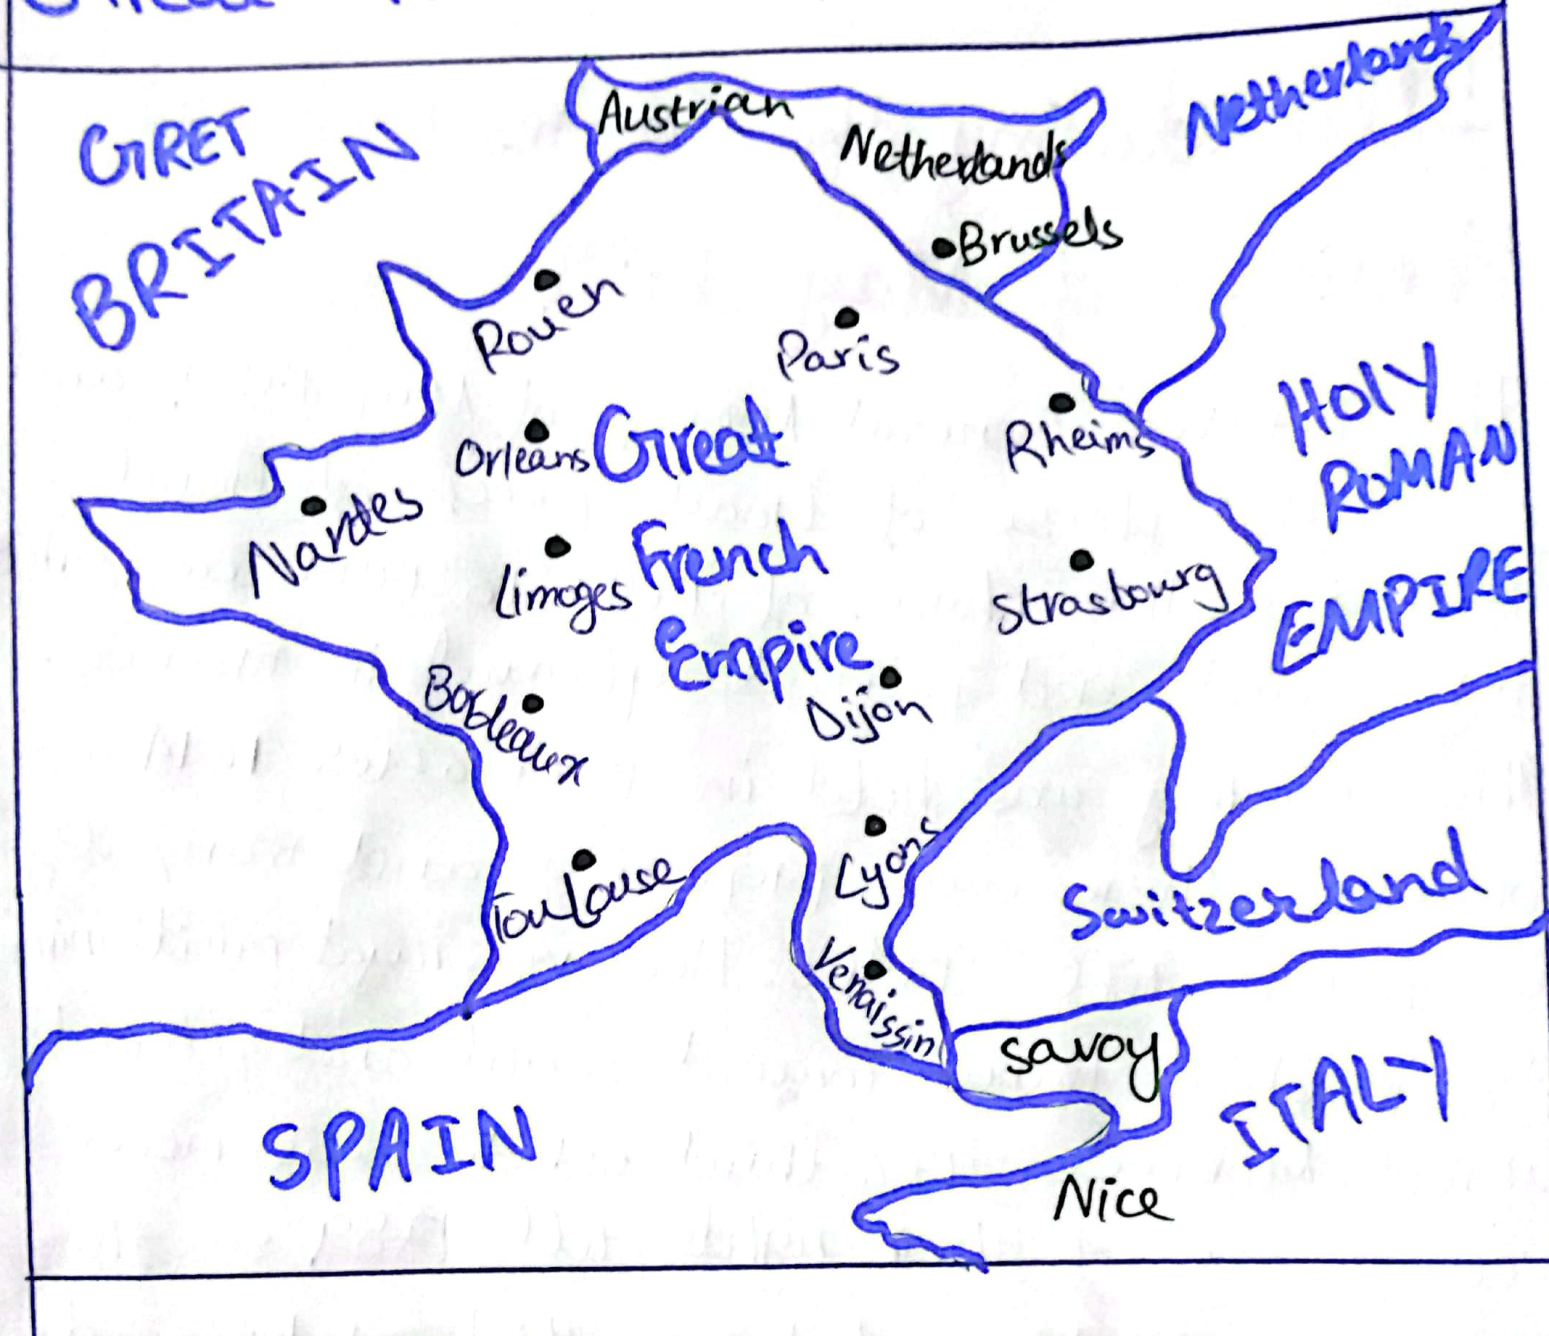 GRET
BRITAIN
Austrian
Netherlands
Brussels
Netherlands
Rouen
Paris
Rheims
HOLY
ROMAN
EMPIRE
Orleans
Great
French
Empire
Nardes
Limoges
Strasbourg
Bordeaux
Dijon
Lyons
Toulouse
Venaissin
Switzerland
Savoy
SPAIN
ITALY
Nice